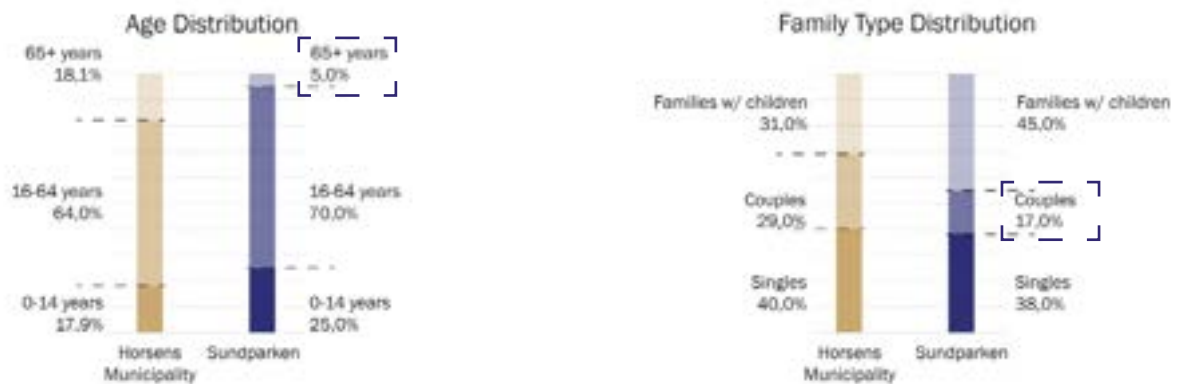 Age Distribution
65+ years
18,1%
65+ years
5,0%
16-64 years
64,0%
16-64 years
70,0%
0-14 years
17,9%
0-14 years
25,0%
Horsens
Municipality
Sundparken
Family Type Distribution
Families w/ children
31,0%
Families w/ children
45,0%
Couples
29,0%
Couples
17,0%
Singles
40,0%
Singles
38,0%
Horsens
Municipality
Sundparken